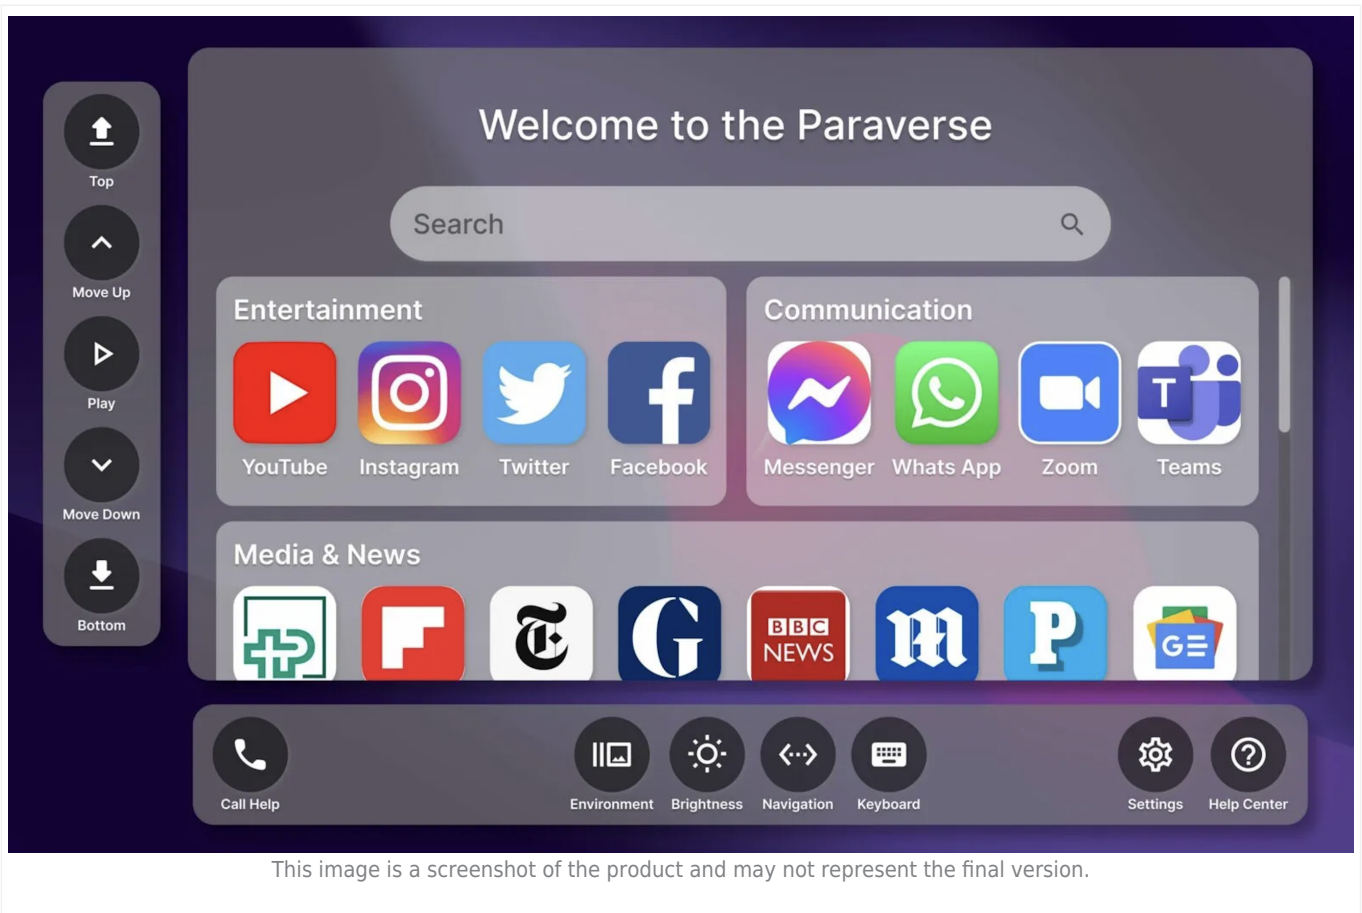 Welcome to the Paraverse
Search
Top
Move Up
Play
Move Down
Bottom
Entertainment
YouTube Instagram Twitter Facebook
Communication
T
Messenger Whats App Zoom Teams
Media & News
BBC
NEWS
Call Help
Environment Brightness Navigation Keyboard
Settings Help Center
This image is a screenshot of the product and may not represent the final version.